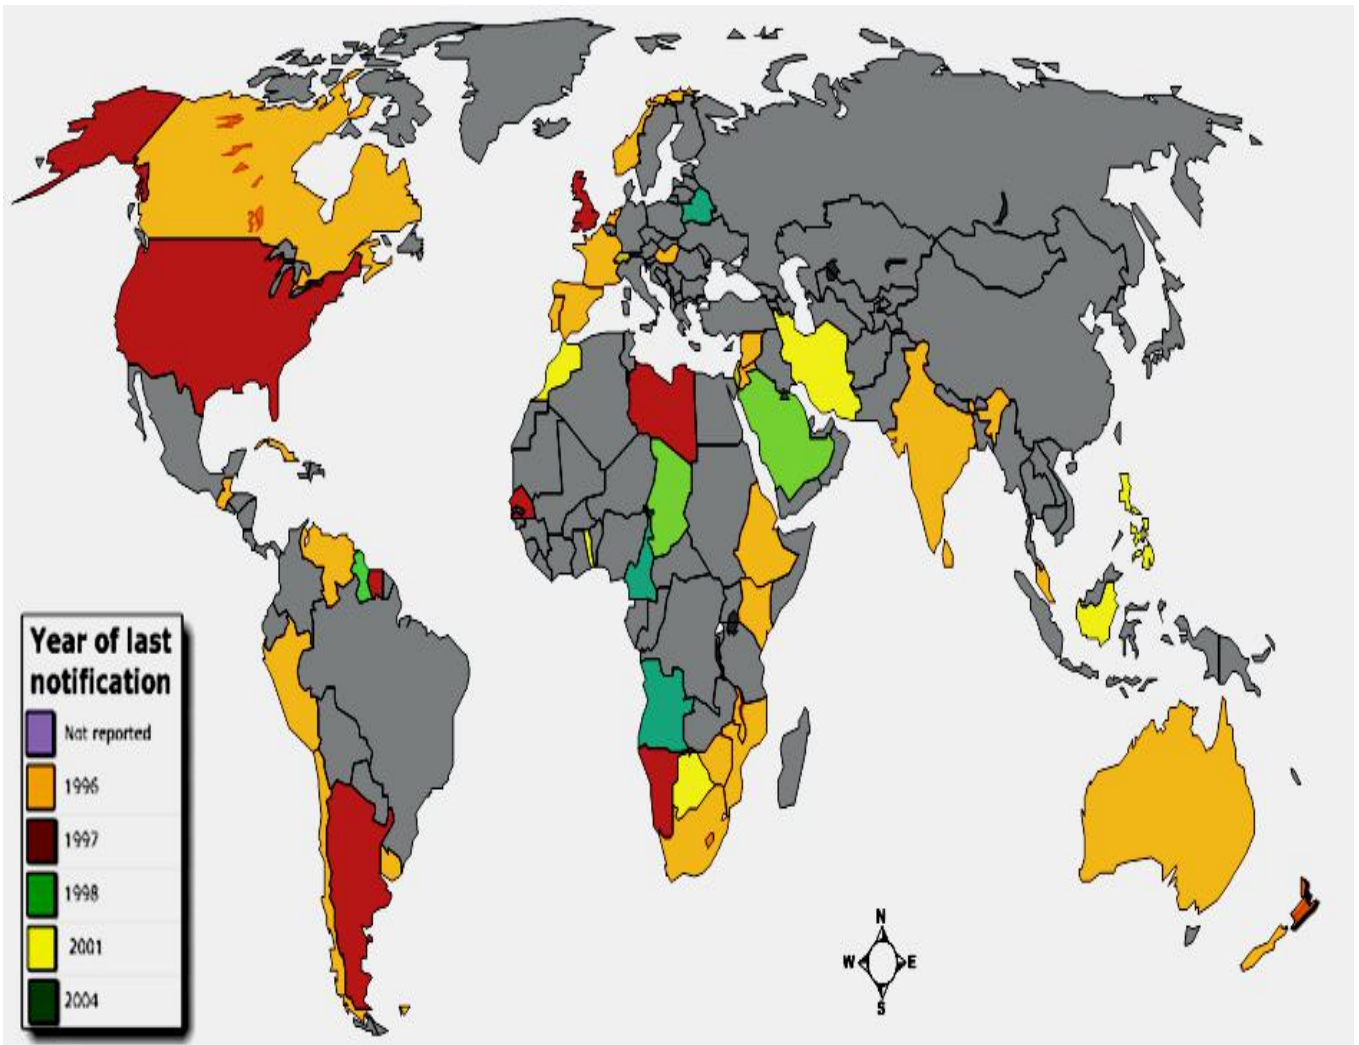 Year of last
notification
Not reported
1996
1997
1998
2001
2004
N
W E
S